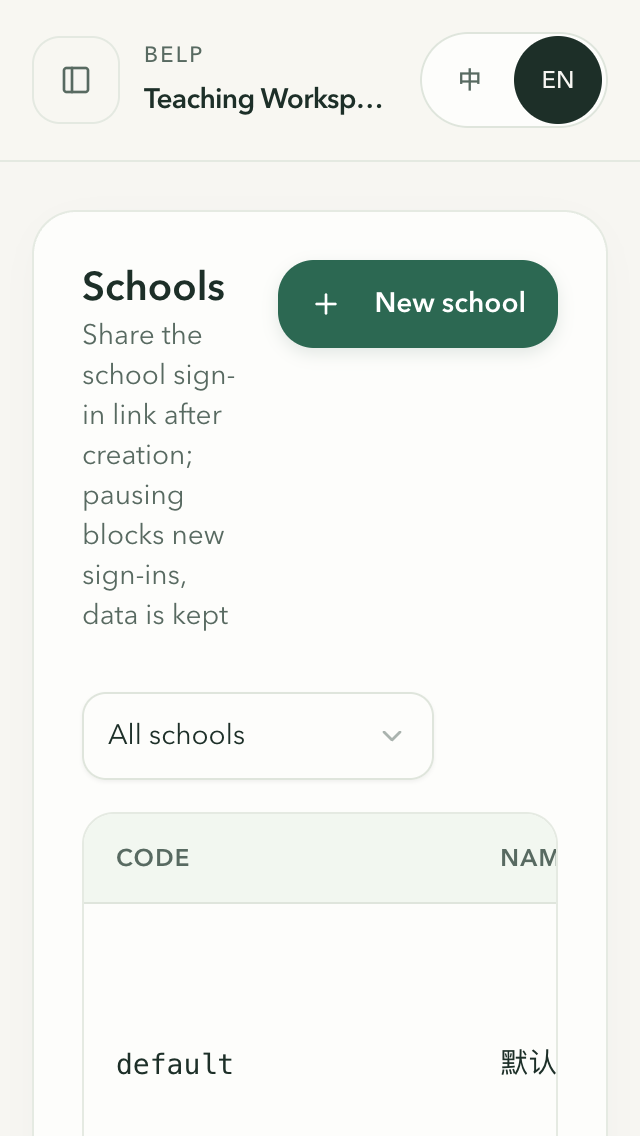 BELP
Teaching Worksp...
中
EN
Schools
New school
Share the
school sign-
in link after
creation;
pausing
blocks new
sign-ins,
data is kept
All schools
CODE
NAM
default
默认